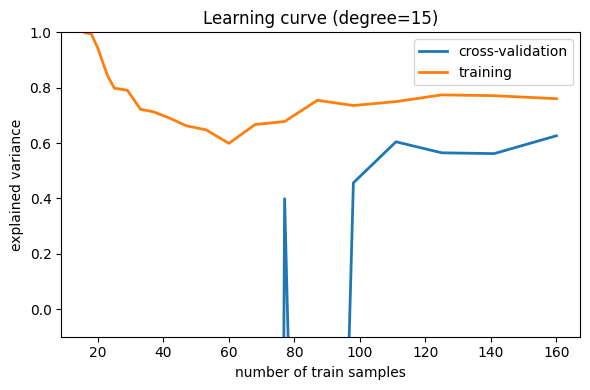 Learning curve (degree=15)
cross-validation
training
explained variance
1.0
0.8
0.6
0.4
0.2
0.0
20 40 60 80 100 120 140 160
number of train samples